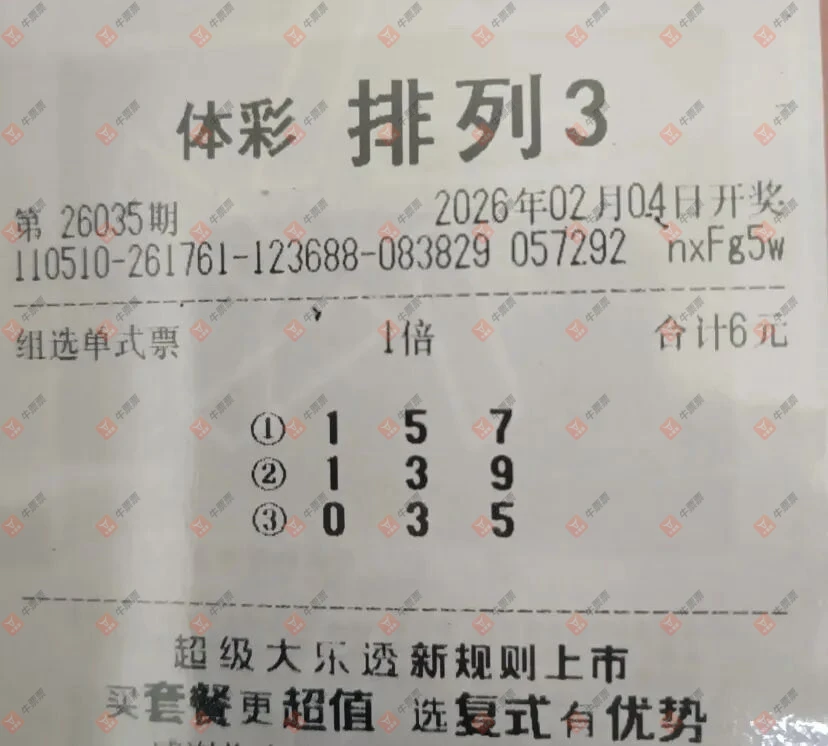 体彩 排列3
第 26035期 2026年02月04日开奖
110510-261761-123688-083829 057292 nxFg5w
组选单式票 1倍 合计6元
① 1 5 7
② 1 3 9
③ 0 3 5
超级大乐透新规则上市
买套餐更超值 选复式有优势